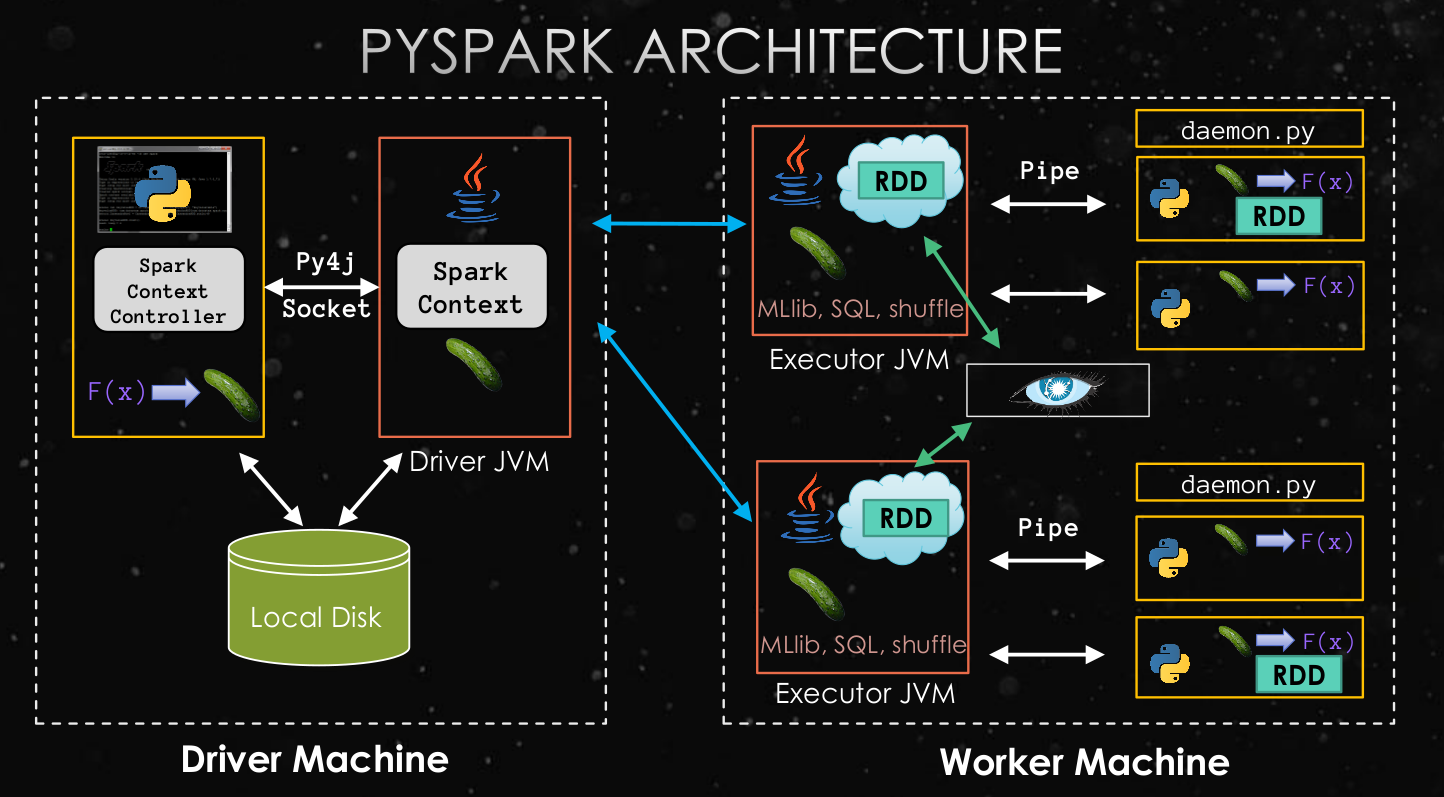 PYSPARK ARCHITECTURE
Spark
Context
Controller
F(x)
Py4j
Socket
Spark
Context
Driver JVM
Local Disk
Driver Machine
RDD
MLlib, SQL, shuffle
Executor JVM
Pipe
daemon.py
F(x)
RDD
F(x)
RDD
MLlib, SQL, shuffle
Executor JVM
Pipe
daemon.py
F(x)
F(x)
RDD
Worker Machine